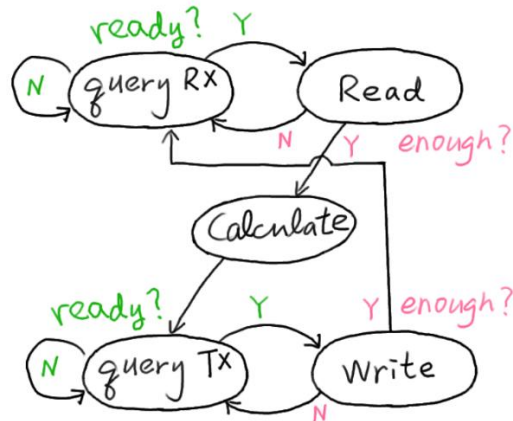 ready? Y
N query Rx Read
N Y enough?
Calculate
ready? Y Y enough?
N query Tx Write
N